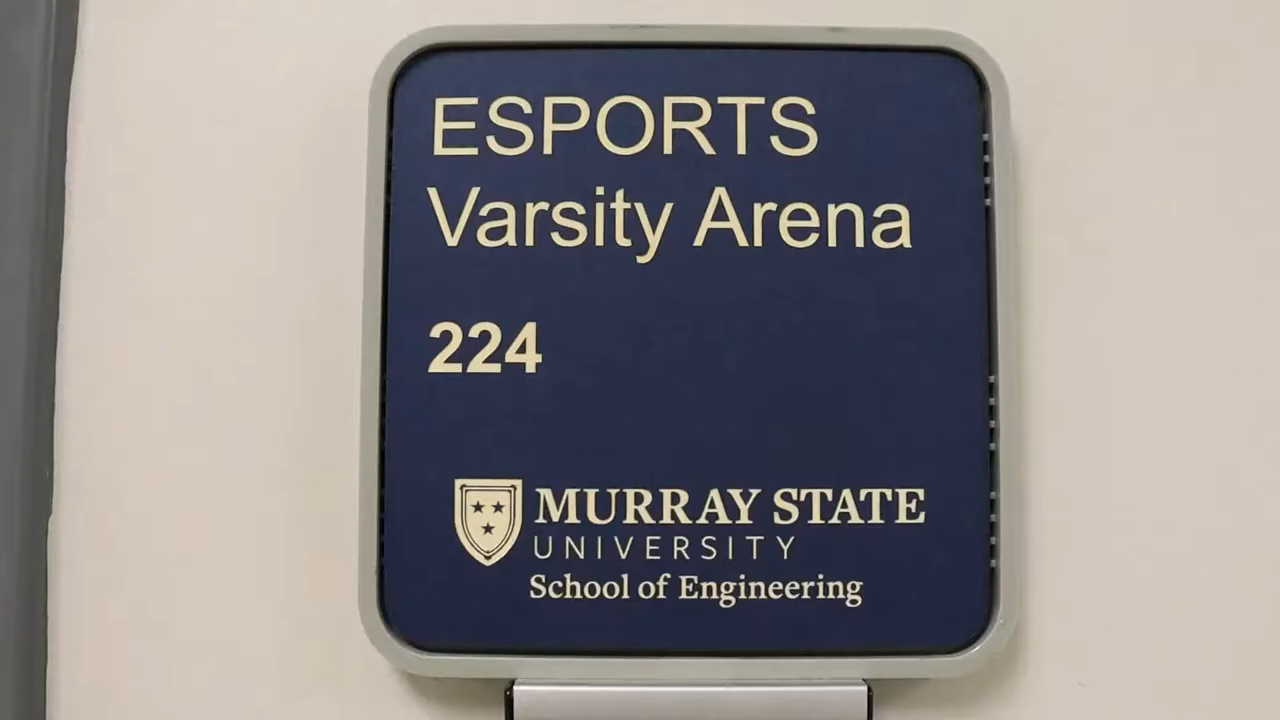 ESPORTS
Varsity Arena
224
MURRAY STATE
UNIVERSITY
School of Engineering